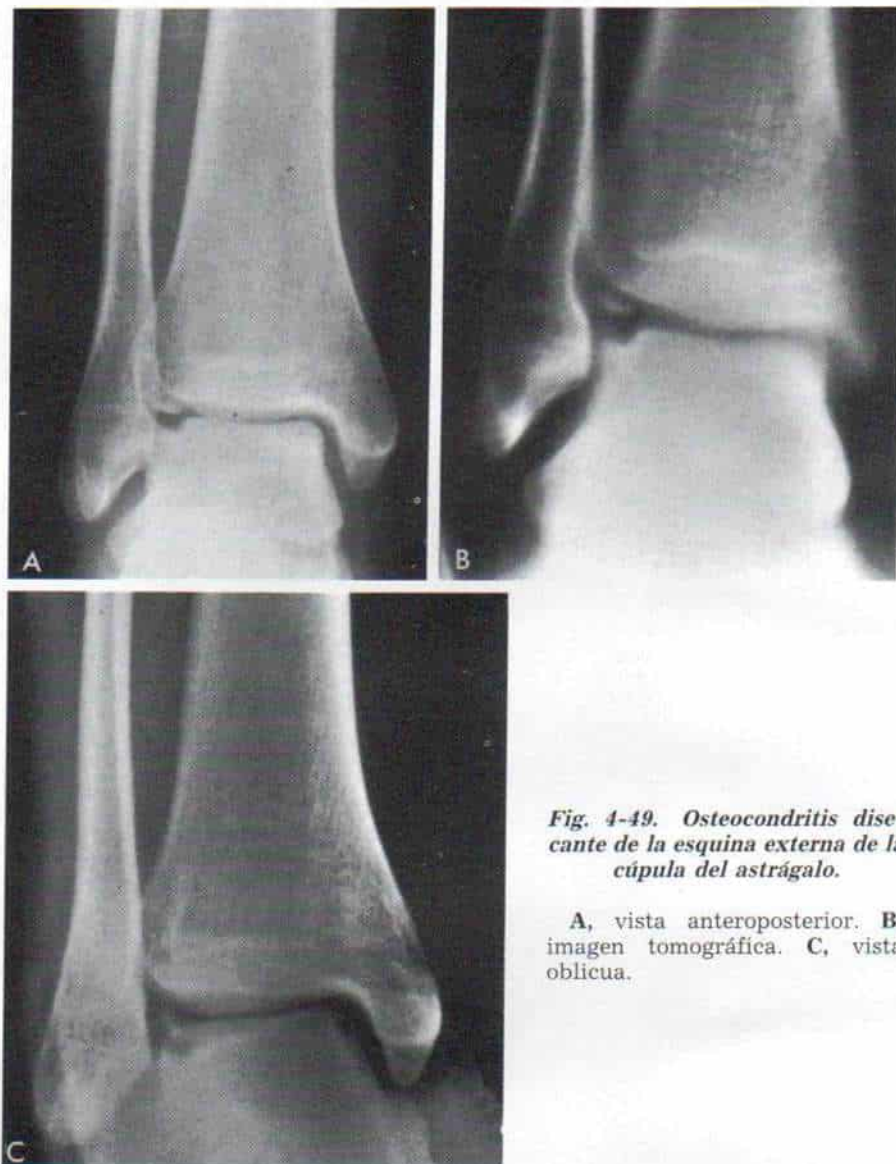 A
B
C
Fig. 4-49. Osteocondritis dise-
cante de la esquina externa de la
cúpula del astrágalo.
A, vista anteroposterior. B,
imagen tomográfica. C, vista
oblicua.